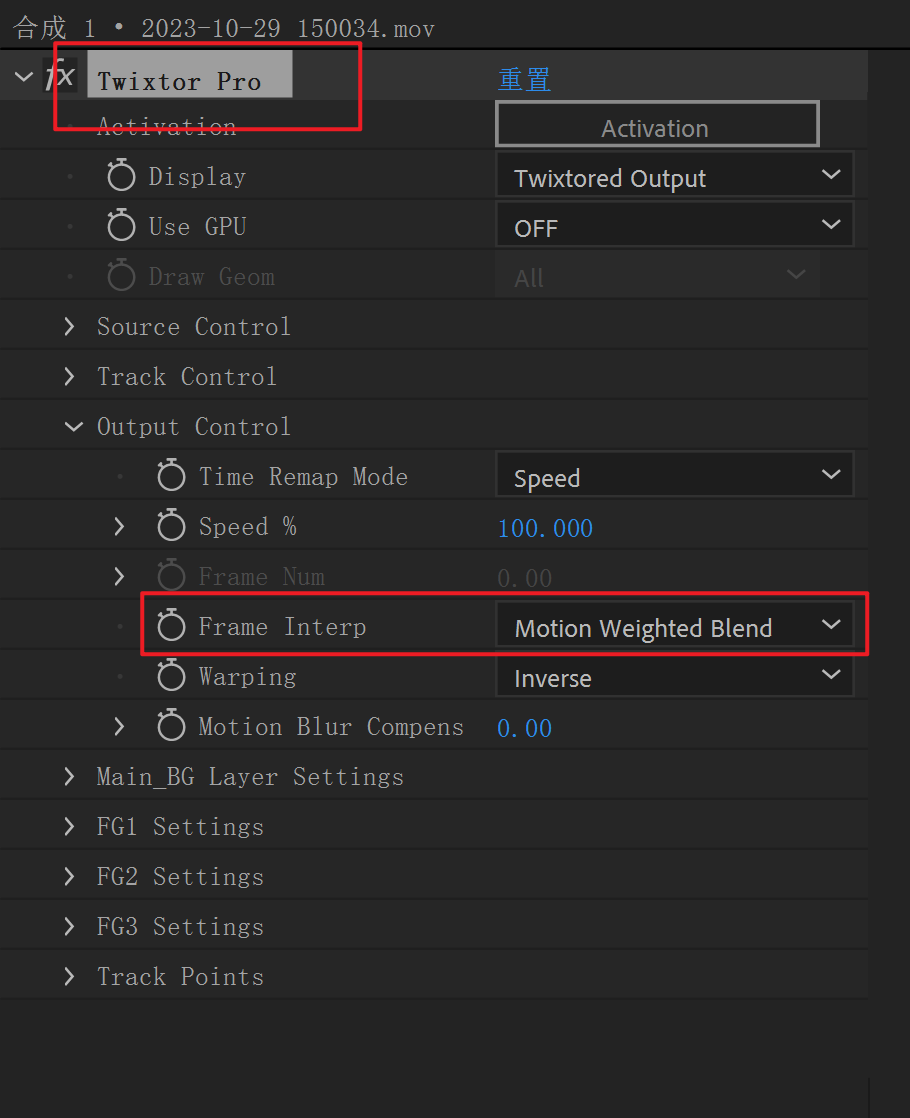 合成 1 • 2023-10-29 150034.mov
fx Twixtor Pro 重置
Activation Activation
Display Twixtored Output
Use GPU OFF
Draw Geom All
Source Control
Track Control
Output Control
Time Remap Mode Speed
Speed % 100.000
Frame Num 0.00
Frame Interp Motion Weighted Blend
Warping Inverse
Motion Blur Compens 0.00
Main_BG Layer Settings
FG1 Settings
FG2 Settings
FG3 Settings
Track Points